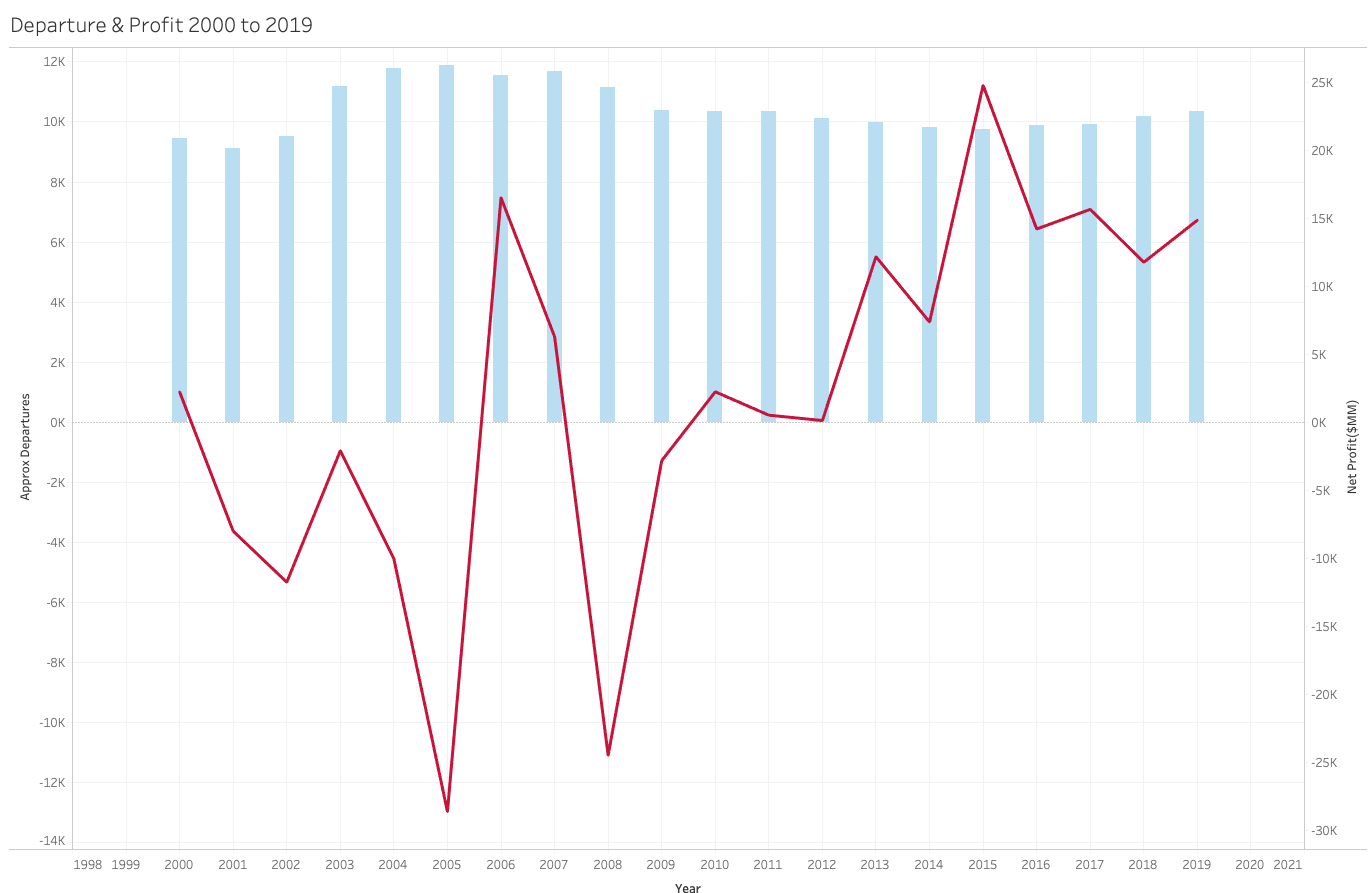 Departure & Profit 2000 to 2019
12K
10K
8K
6K
4K
2K
0K
-2K
-4K
-6K
-8K
-10K
-12K
-14K
Approx Departures
25K
20K
15K
10K
5K
0K
-5K
-10K
-15K
-20K
-25K
-30K
Net Profit($MM)
1998 1999 2000 2001 2002 2003 2004 2005 2006 2007 2008 2009 2010 2011 2012 2013 2014 2015 2016 2017 2018 2019 2020 2021
Year